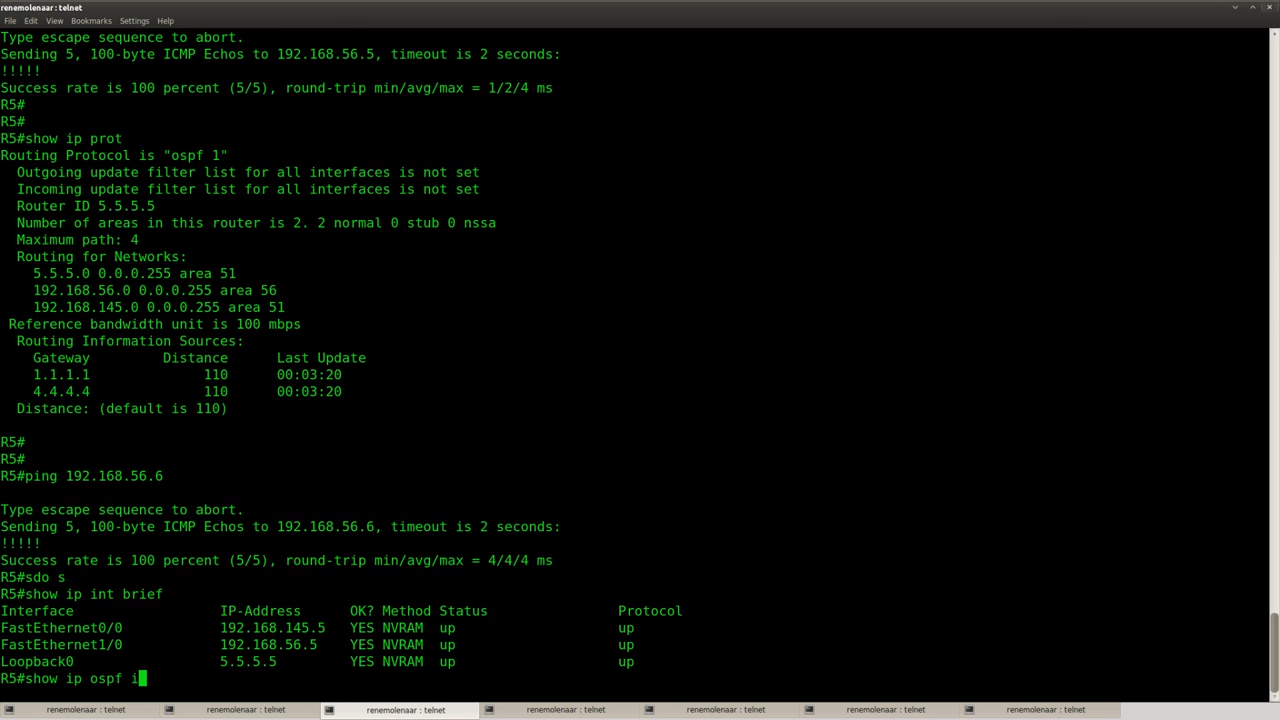 renemolenaar : telnet
File Edit View Bookmarks Settings Help
Type escape sequence to abort.
Sending 5, 100-byte ICMP Echos to 192.168.56.5, timeout is 2 seconds:
!!!!!
Success rate is 100 percent (5/5), round-trip min/avg/max = 1/2/4 ms
R5#
R5#
R5#show ip prot
Routing Protocol is "ospf 1"
  Outgoing update filter list for all interfaces is not set
  Incoming update filter list for all interfaces is not set
  Router ID 5.5.5.5
  Number of areas in this router is 2. 2 normal 0 stub 0 nssa
  Maximum path: 4
  Routing for Networks:
    5.5.5.0 0.0.0.255 area 51
    192.168.56.0 0.0.0.255 area 56
    192.168.145.0 0.0.0.255 area 51
 Reference bandwidth unit is 100 mbps
  Routing Information Sources:
    Gateway         Distance      Last Update
    1.1.1.1              110      00:03:20
    4.4.4.4              110      00:03:20
  Distance: (default is 110)
R5#
R5#
R5#ping 192.168.56.6
Type escape sequence to abort.
Sending 5, 100-byte ICMP Echos to 192.168.56.6, timeout is 2 seconds:
!!!!!
Success rate is 100 percent (5/5), round-trip min/avg/max = 4/4/4 ms
R5#sdo s
R5#show ip int brief
Interface                  IP-Address      OK? Method Status                Protocol
FastEthernet0/0            192.168.145.5   YES NVRAM  up                    up
FastEthernet1/0            192.168.56.5    YES NVRAM  up                    up
Loopback0                  5.5.5.5         YES NVRAM  up                    up
R5#show ip ospf i
renemolenaar : telnet renemolenaar : telnet renemolenaar : telnet renemolenaar : telnet renemolenaar : telnet renemolenaar : telnet renemolenaar : telnet